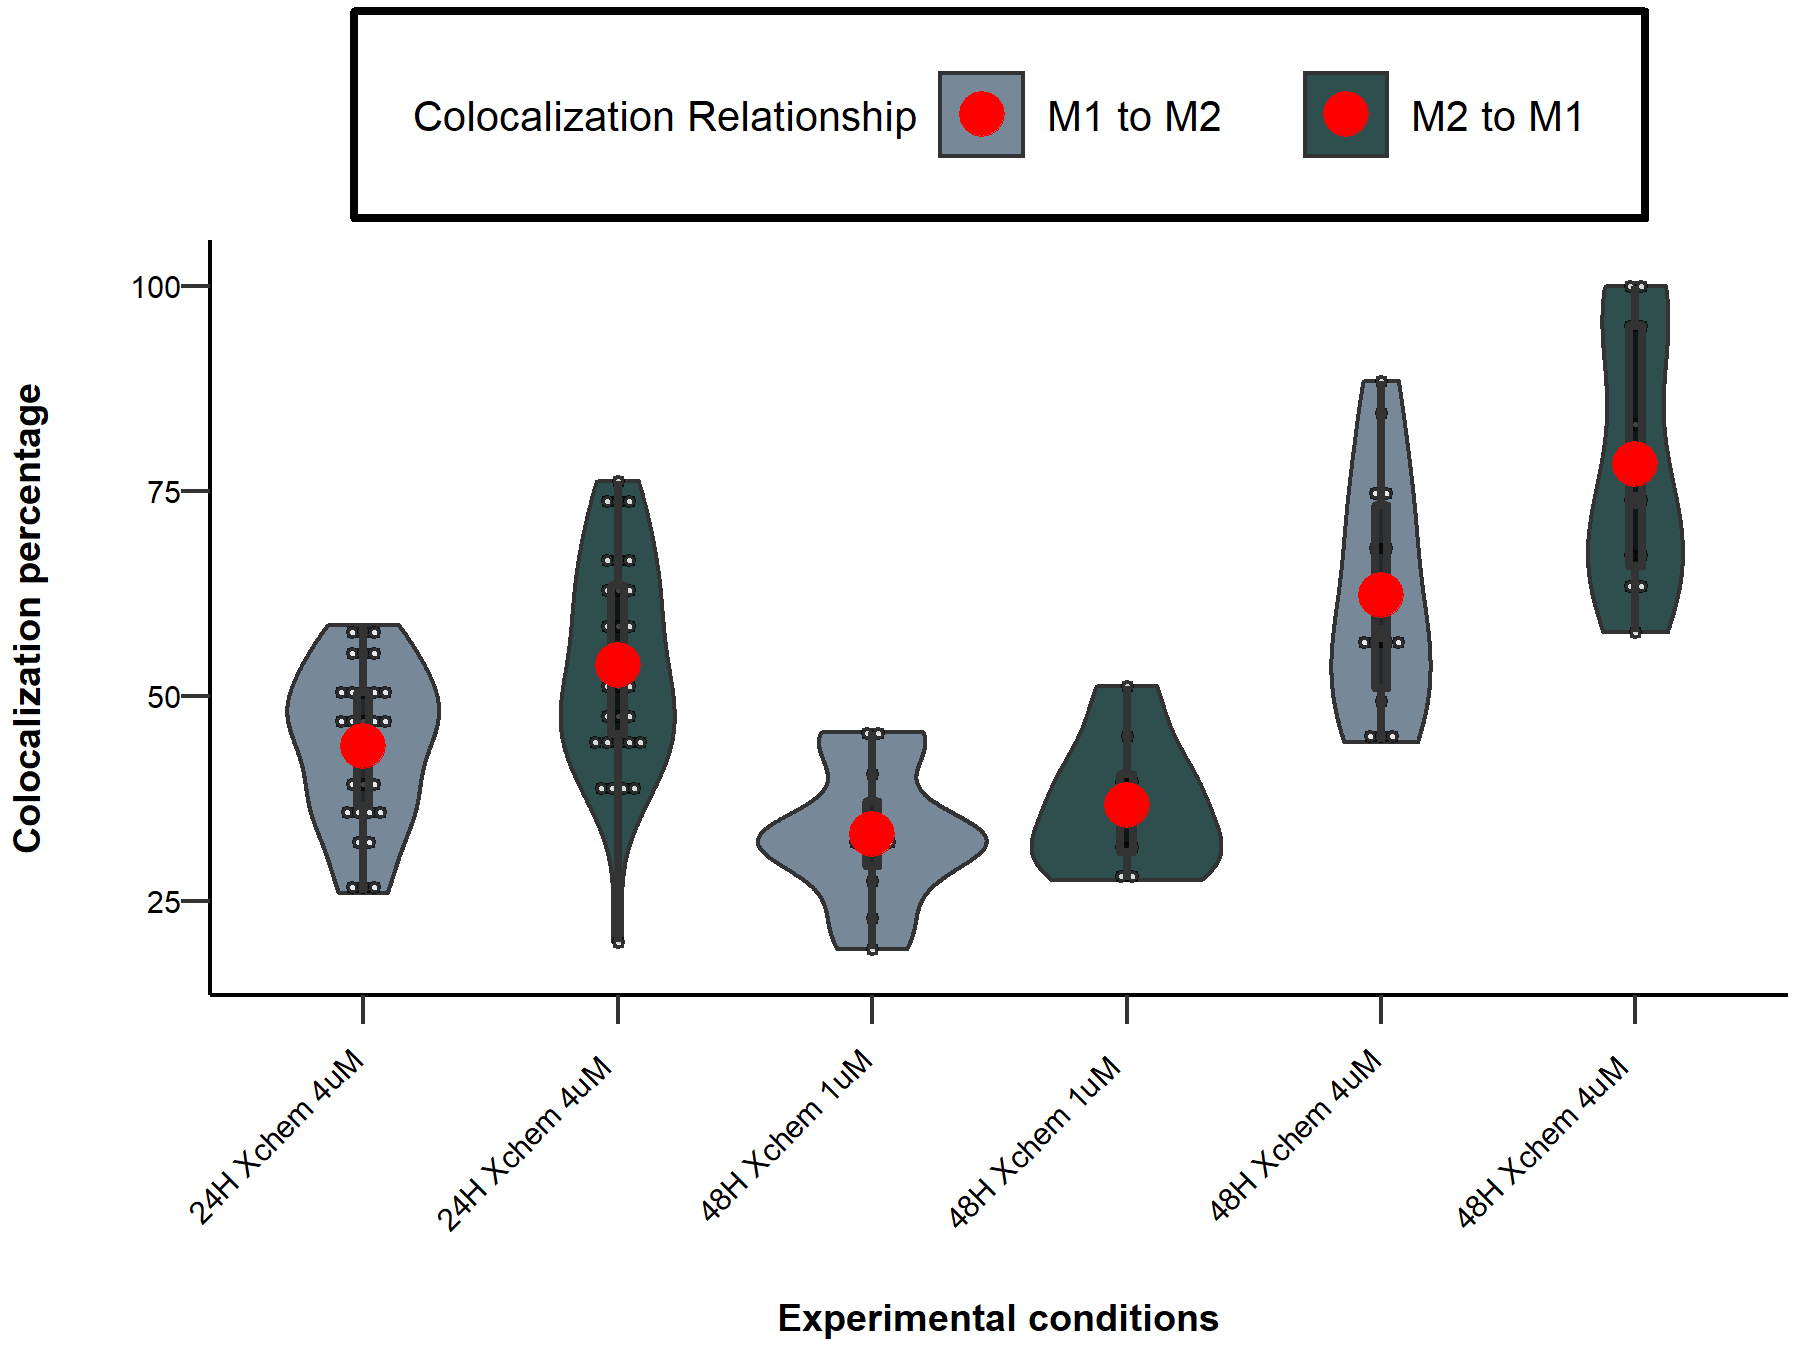 Colocalization Relationship M1 to M2 M2 to M1
Colocalization percentage
100
75
50
25
24H Xchem 4uM
24H Xchem 4uM
48H Xchem 1uM
48H Xchem 1uM
48H Xchem 4uM
48H Xchem 4uM
Experimental conditions